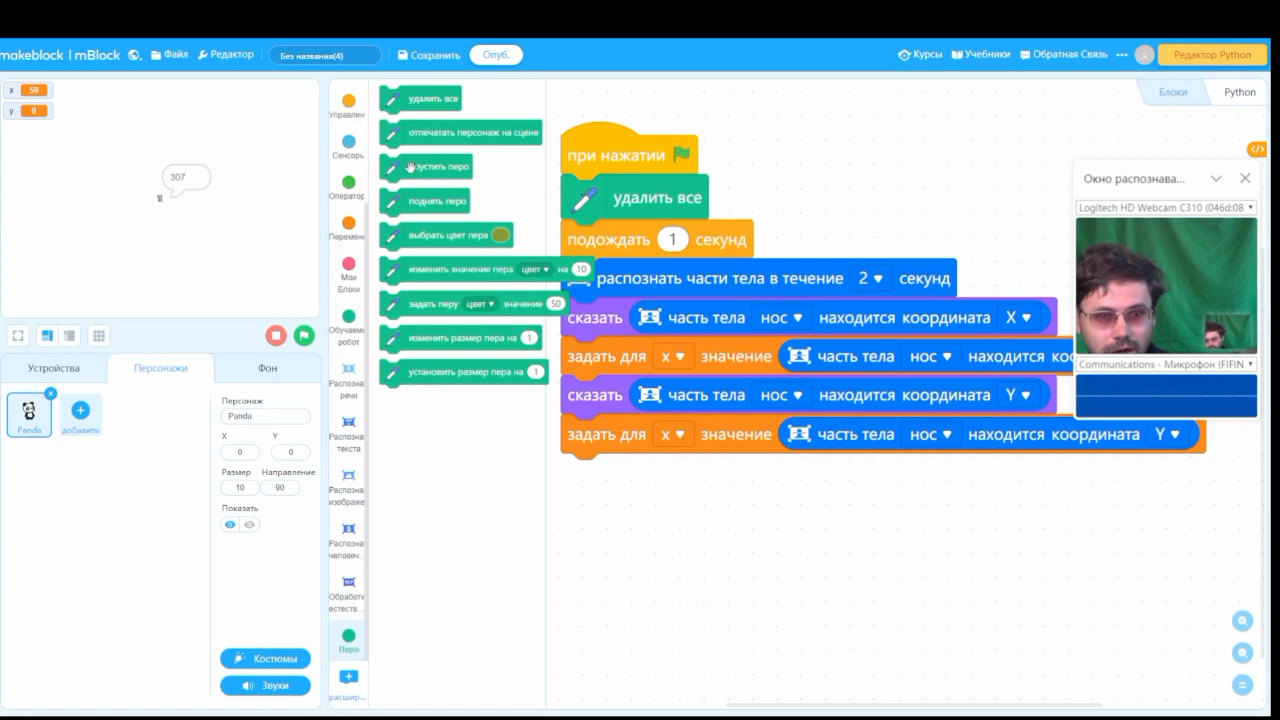 makeblock | mBlock
Файл
Редактор
Без названия(4)
Сохранить
Опуб.
Курсы
Учебники
Обратная Связь
Редактор Python
x 50
y 0
307
Управлен
Сенсоры
Оператор
Перемен
Мои
Блоки
Обучаем
робот
Распозна
речи
Распозна
текста
Распозна
изображе
Распозна
человеч...
Обработк
естеств...
Перо
расшир...
удалить все
отпечатать персонаж на сцене
пустить перо
поднять перо
выбрать цвет пера
изменить значение пера цвет на 10
задать перу цвет значение 50
изменить размер пера на 1
установить размер пера на 1
Блоки
Python
при нажатии
удалить все
подождать 1 секунд
распознать части тела в течение 2 секунд
сказать часть тела нос находится координата X
задать для x значение часть тела нос находится ко
сказать часть тела нос находится координата Y
задать для x значение часть тела нос находится координата Y
Окно распознава...
Logitech HD Webcam C310 (046d:08
Communications - Микрофон (FIFIN
Устройства
Персонажи
Фон
Panda
добавить
Персонаж
Panda
X Y
0 0
Размер Направление
10 90
Показать
Костюмы
Звуки